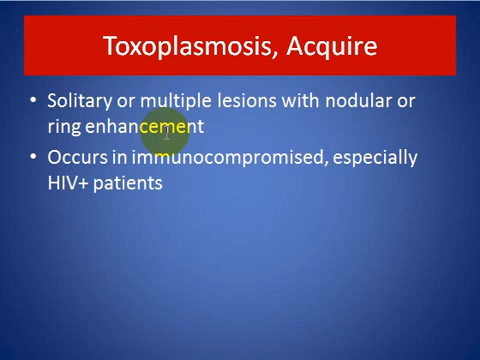 Toxoplasmosis, Acquire
• Solitary or multiple lesions with nodular or
ring enhancement
• Occurs in immunocompromised, especially
HIV+ patients